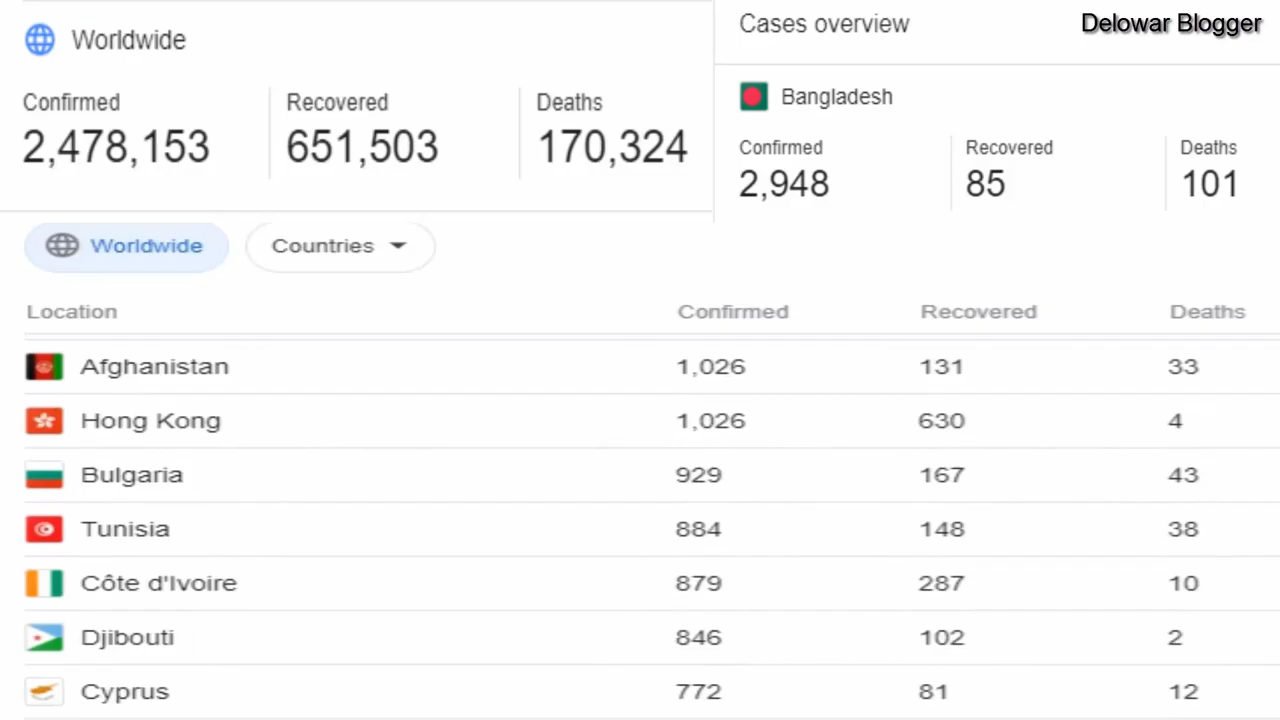 Worldwide
Confirmed Recovered Deaths
2,478,153 651,503 170,324
Cases overview
Delowar Blogger
Bangladesh
Confirmed Recovered Deaths
2,948 85 101
Worldwide Countries
Location Confirmed Recovered Deaths
Afghanistan 1,026 131 33
Hong Kong 1,026 630 4
Bulgaria 929 167 43
Tunisia 884 148 38
Côte d'Ivoire 879 287 10
Djibouti 846 102 2
Cyprus 772 81 12